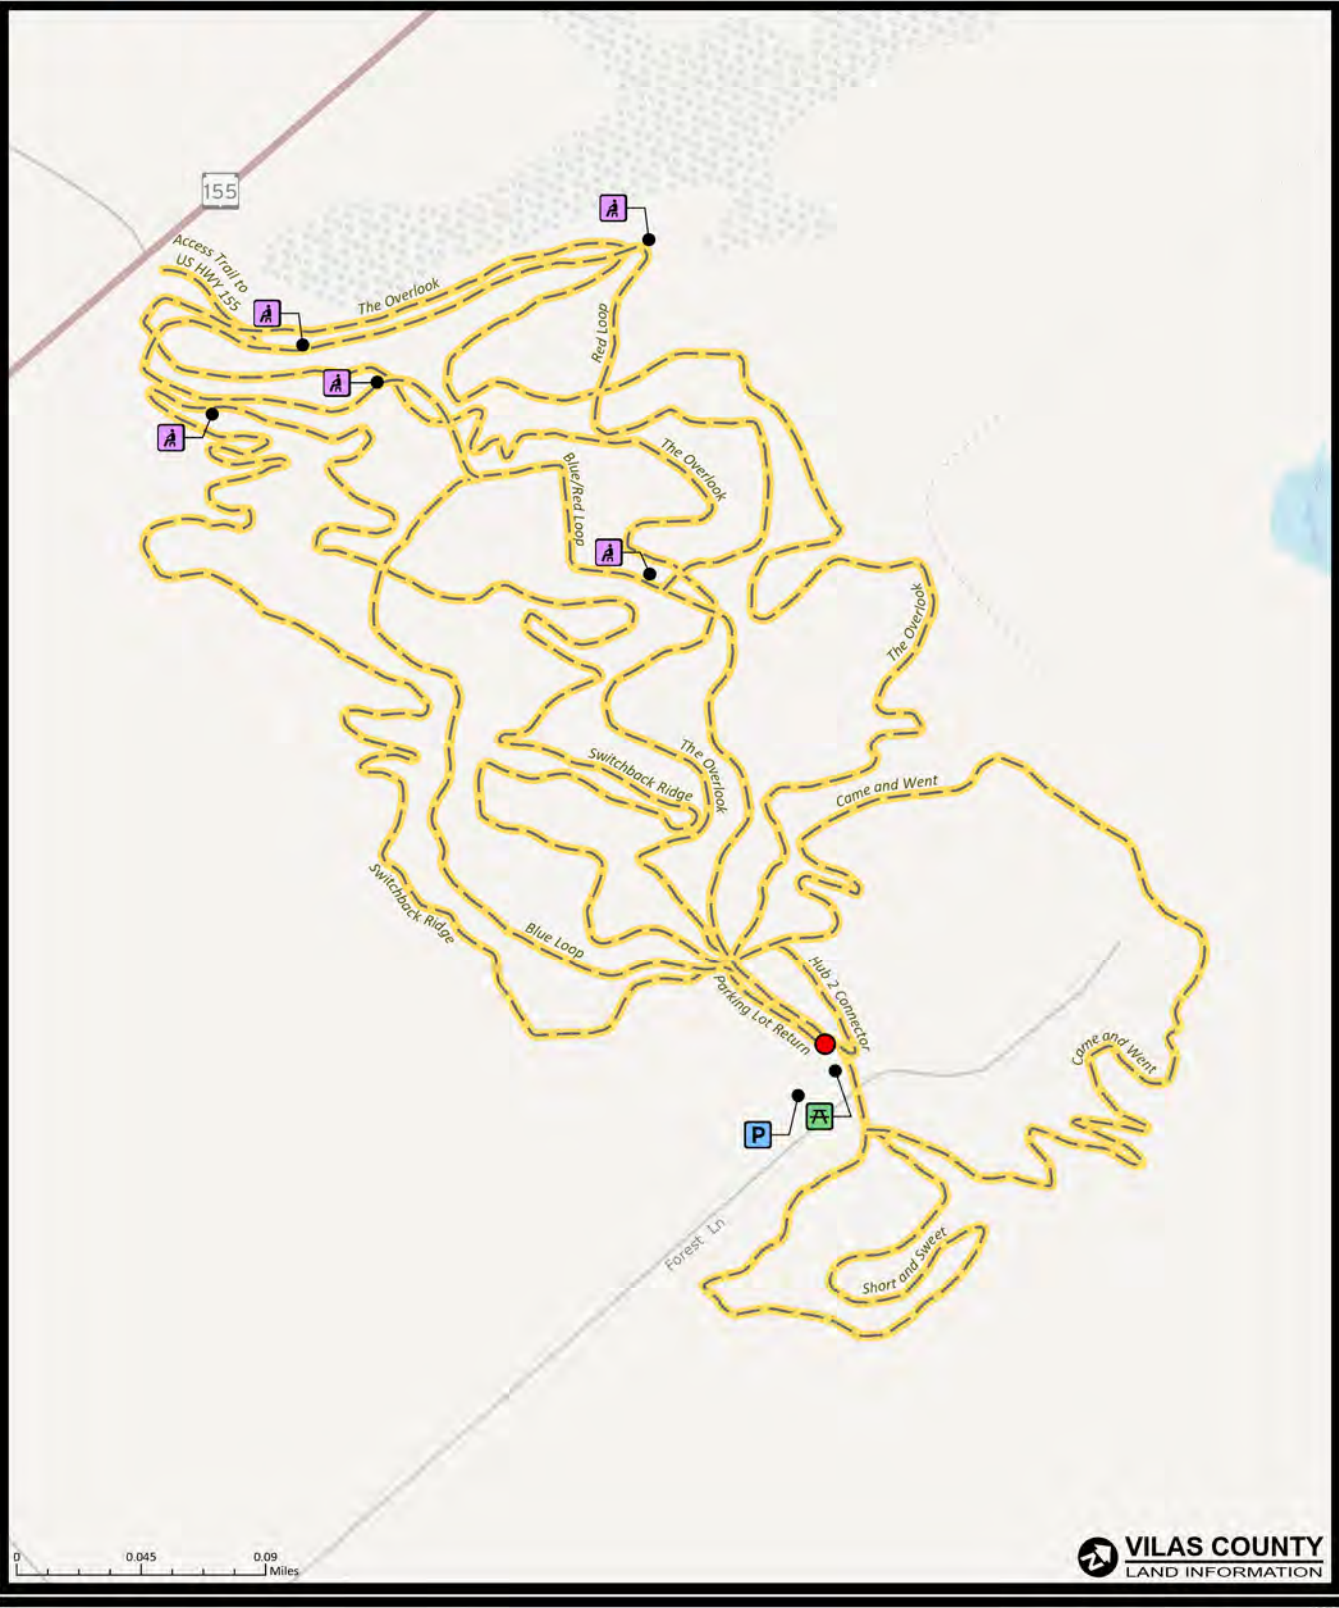 155
Access Trail to
US HWY 155
The Overlook
Red Loop
The Overlook
Blue/Red Loop
The Overlook
The Overlook
Switchback Ridge
Came and Went
Switchback Ridge
Blue Loop
Hub 2 Connector
Parking Lot Return
Came and Went
P
Forest Ln
Short and Sweet
0 0.045 0.09
Miles
VILAS COUNTY
LAND INFORMATION